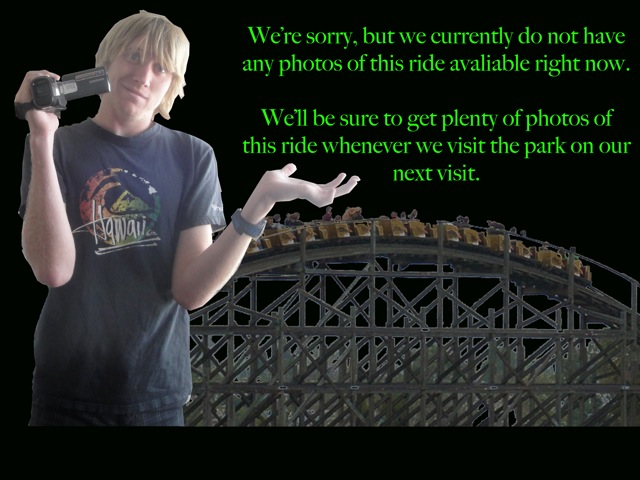 We're sorry, but we currently do not have
any photos of this ride avaliable right now.
We'll be sure to get plenty of photos of
this ride whenever we visit the park on our
next visit.
Hawaii